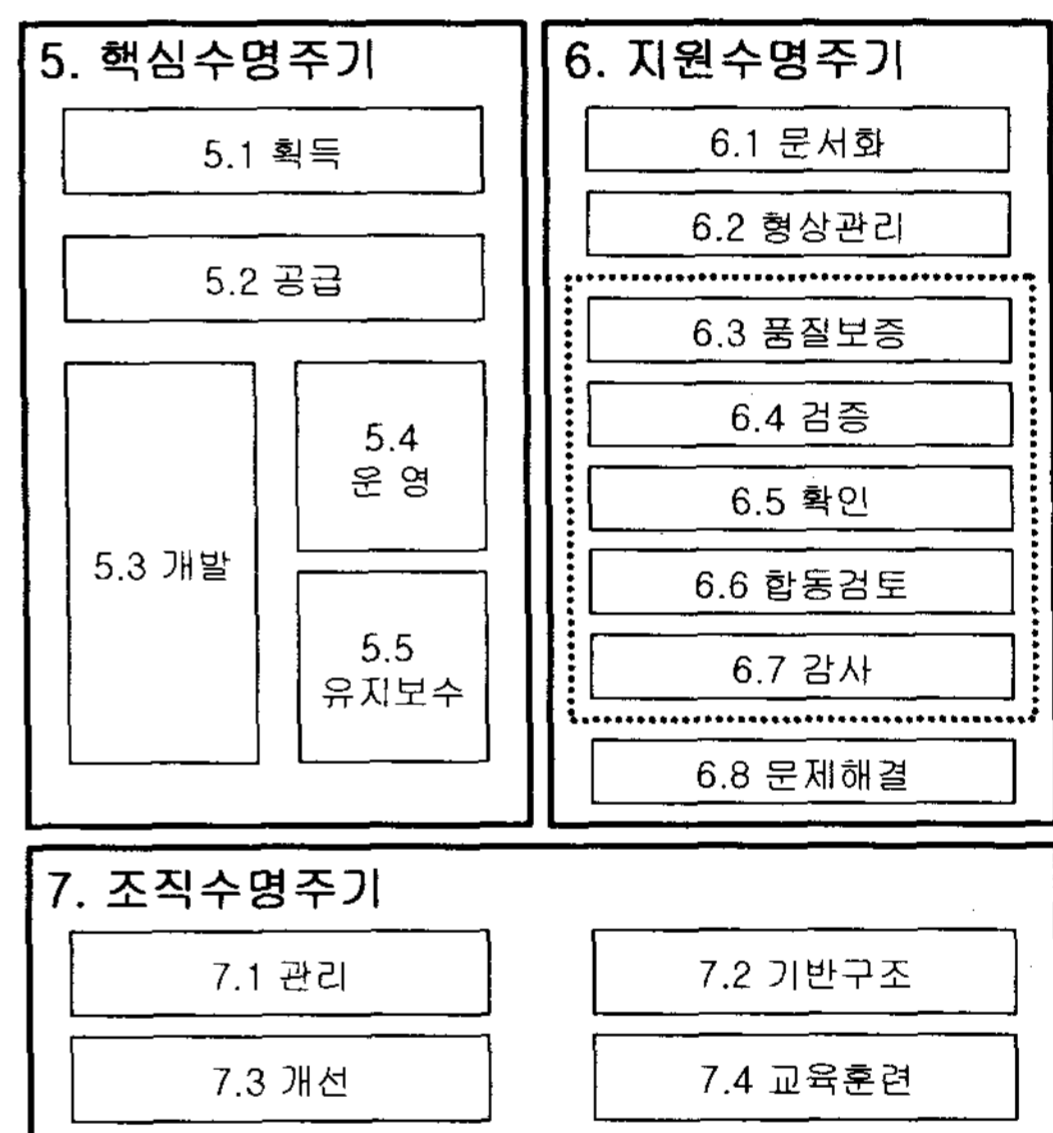 5. 핵심수명주기
5.1 획득
5.2 공급
5.3 개발
5.4
운 영
5.5
유지보수
6. 지원수명주기
6.1 문서화
6.2 형상관리
6.3 품질보증
6.4 검증
6.5 확인
6.6 합동검토
6.7 감사
6.8 문제해결
7. 조직수명주기
7.1 관리
7.2 기반구조
7.3 개선
7.4 교육훈련